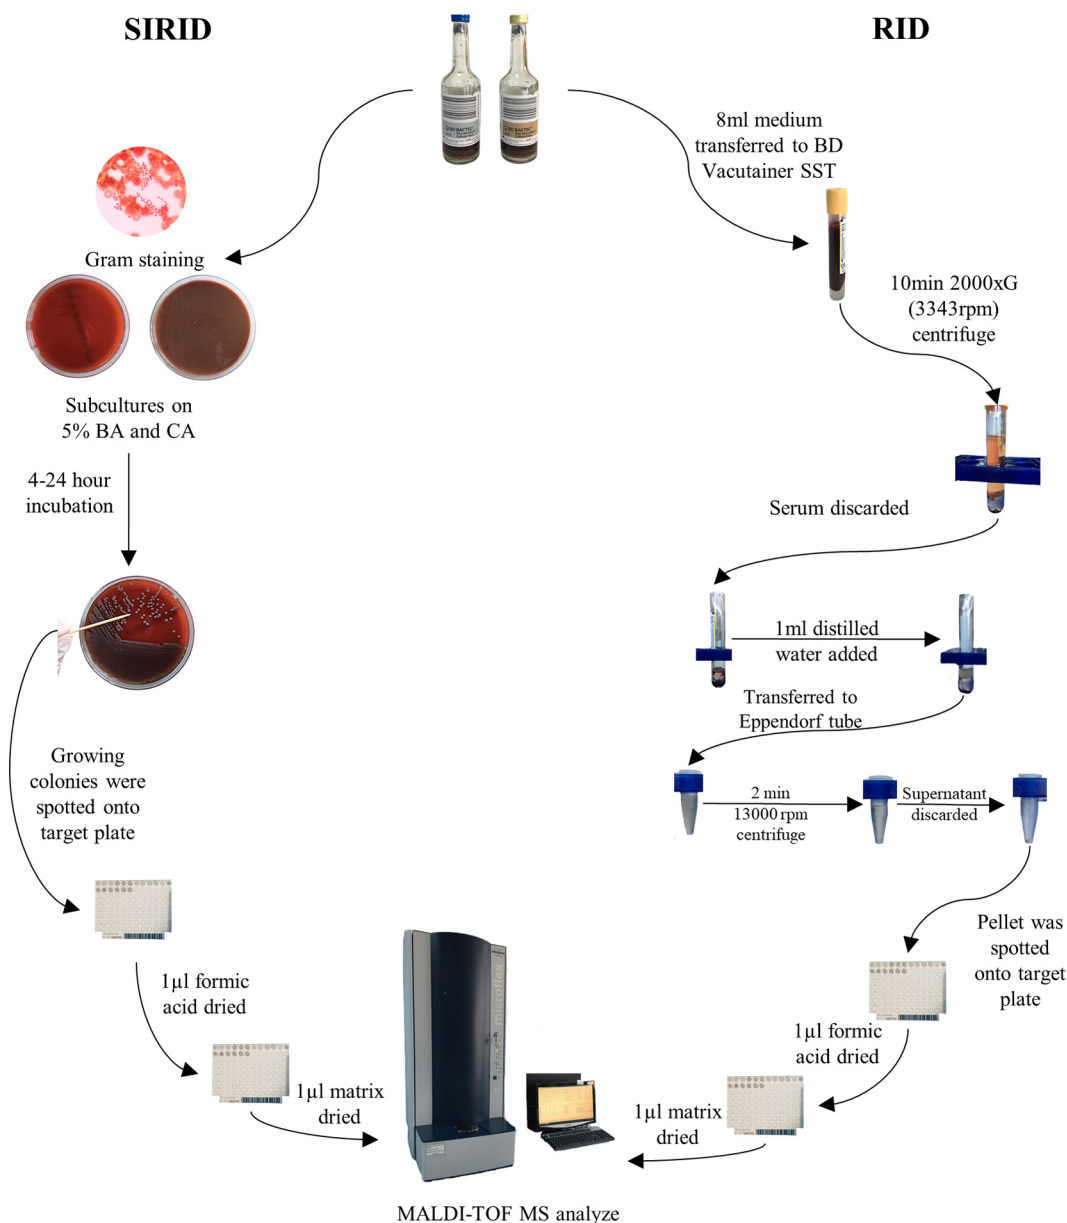 SIRID
RID
BD BACTEC
8ml medium
transferred to BD
Vacutainer SST
Gram staining
10min 2000xG
(3343rpm)
centrifuge
Subcultures on
5% BA and CA
4-24 hour
incubation
Serum discarded
1ml distilled
water added
Transferred to
Eppendorf tube
Growing
colonies were
spotted onto
target plate
2 min
13000 rpm
centrifuge
Supernatant
discarded
Pellet was
spotted
onto target
plate
1µl formic
acid dried
microflex
1µl formic
acid dried
1µl matrix
dried
1µl matrix
dried
MALDI-TOF MS analyze